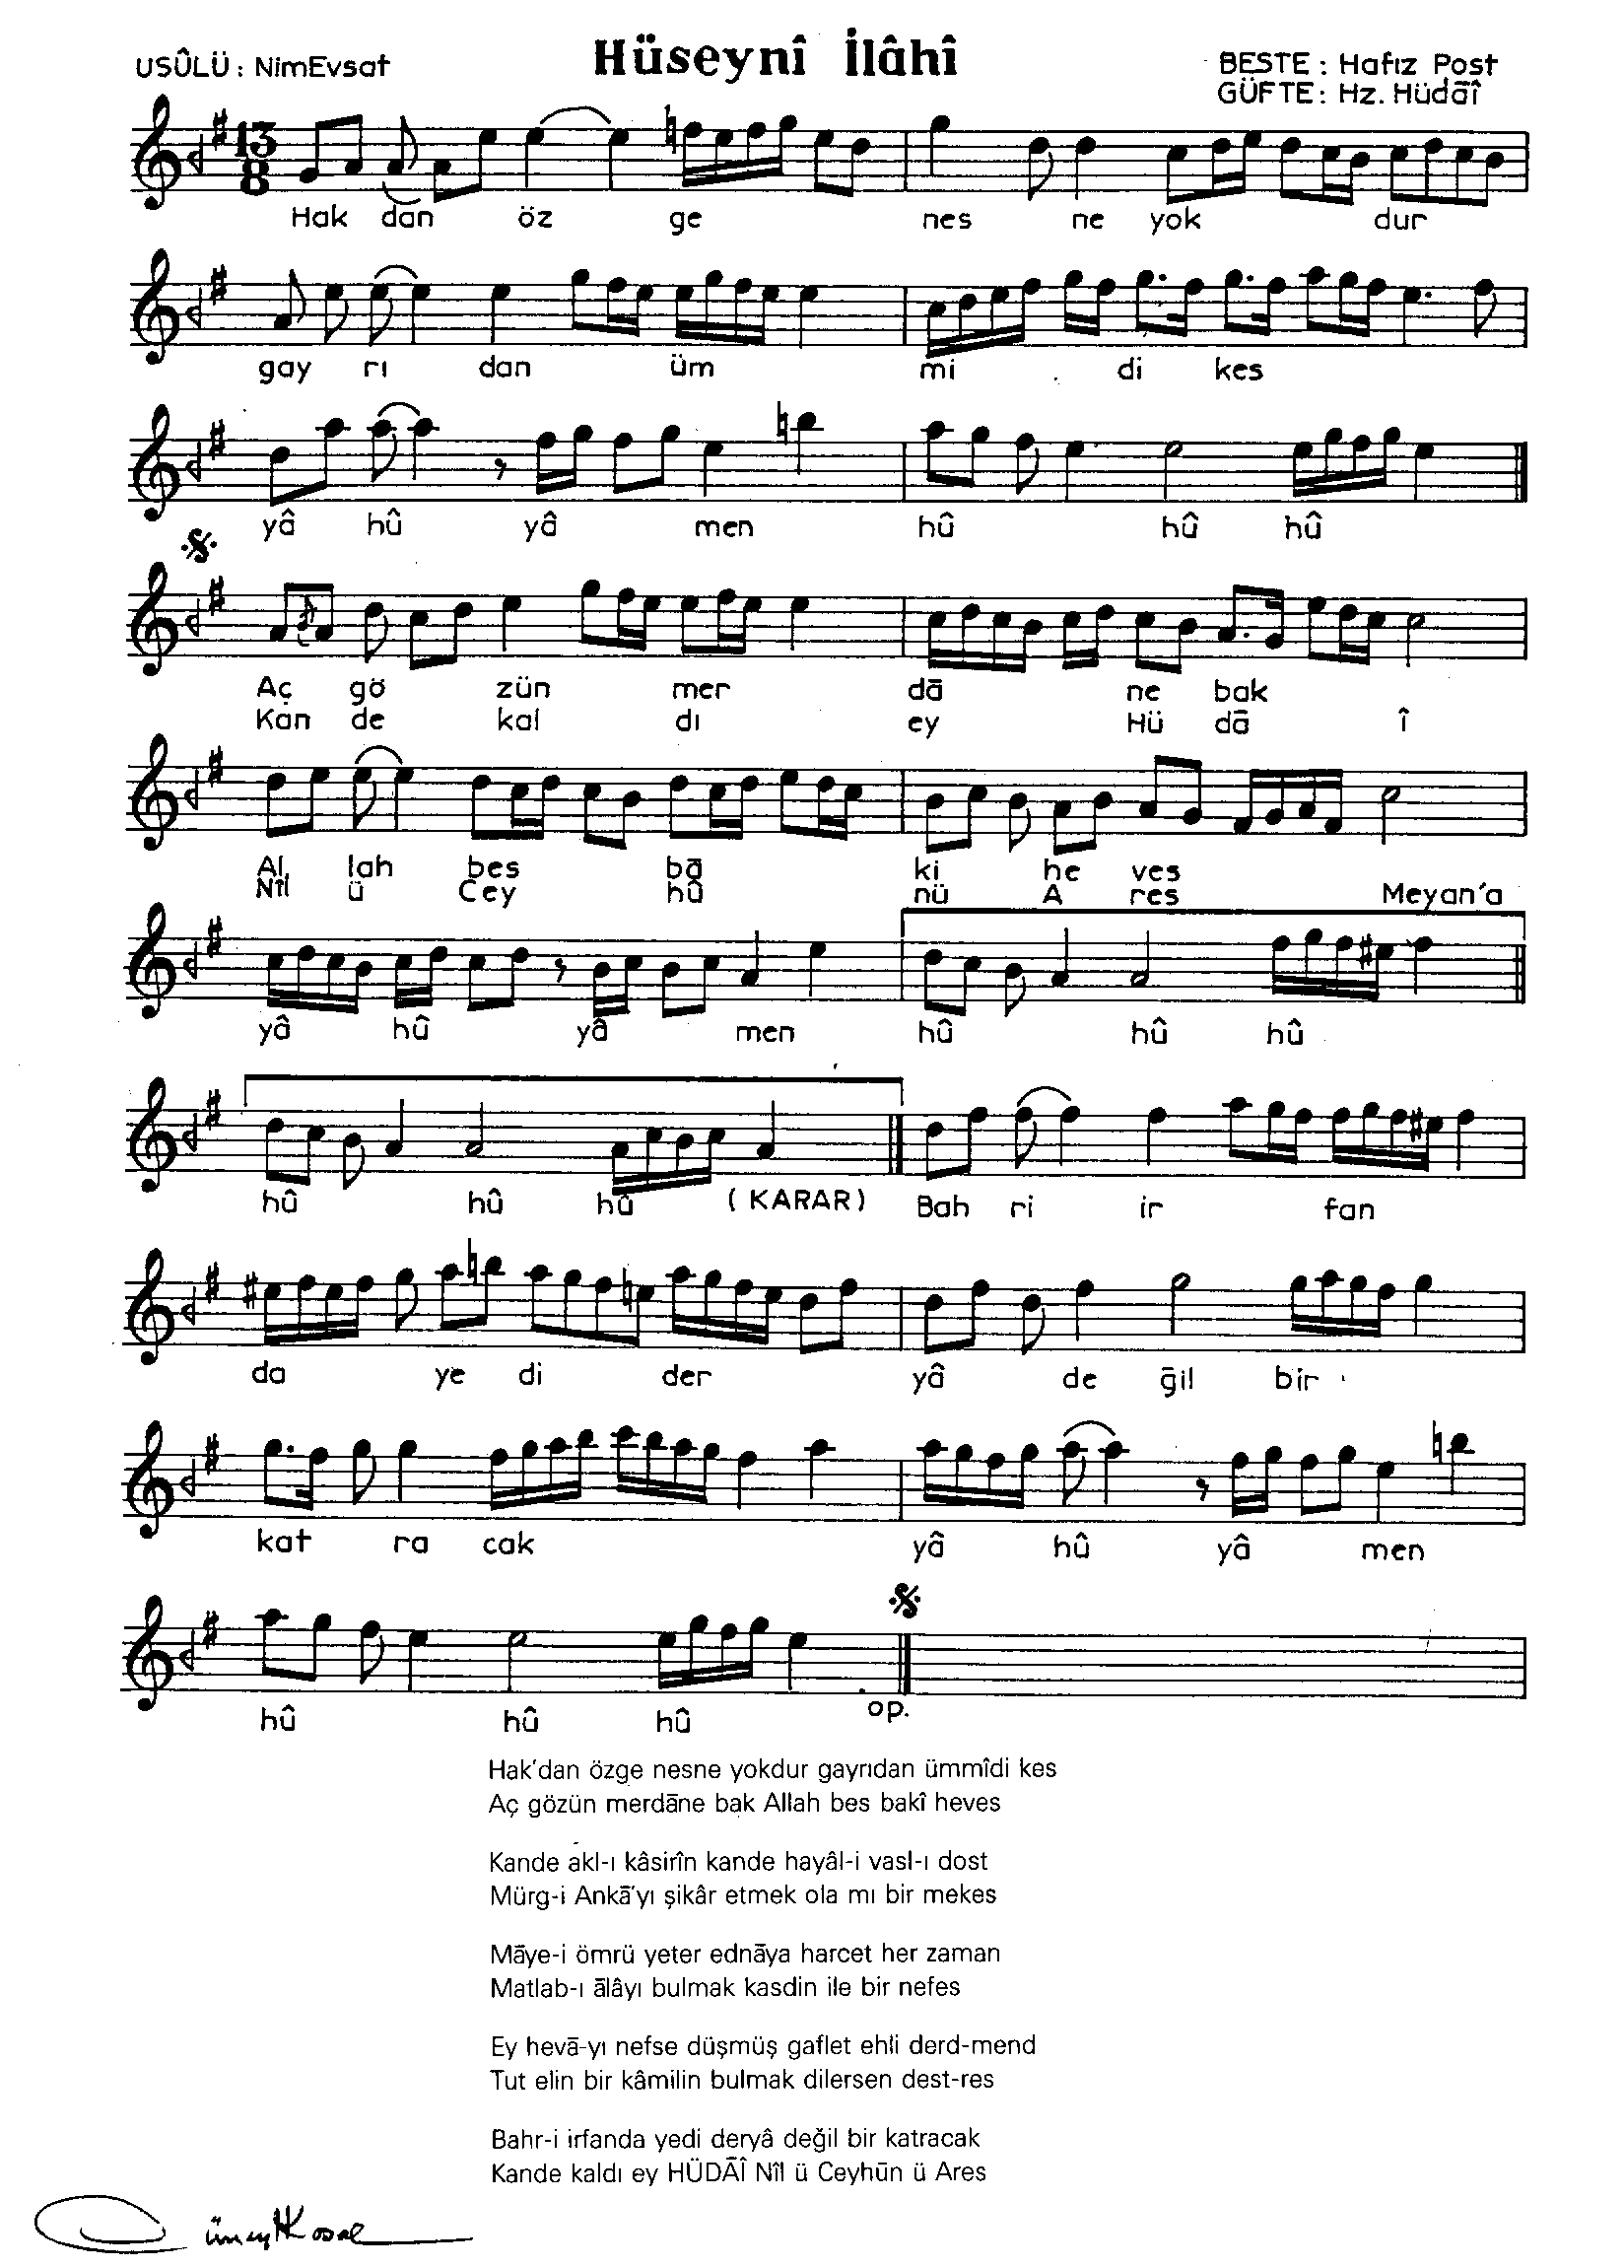 Hüseynî İlâhî
USÛLÜ : NimEvsat
BESTE : Hafız Post
GÜFTE : Hz. Hüdāî
13
8
Hak dan öz ge nes ne yok dur
gay rı dan üm mi di kes
yâ hû yâ men hû hû hû
Aç gö zün mer dā ne bak
Kan de kal dı ey Hü dā î
Al lah bes bā ki he ves
Nîl ü Cey hû nü A res Meyan'a
yâ hû yâ men hû hû hû
hû hû hû (KARAR) Bah ri ir fan
da ye di der yâ de ğil bir
kat ra cak yâ hû yâ men
hû hû hû op.
Hak'dan özge nesne yokdur gayrıdan ümmîdi kes
Aç gözün merdāne bak Allah bes bakî heves
Kande akl-ı kâsirîn kande hayâl-i vasl-ı dost
Mürg-i Ankā'yı şikâr etmek ola mı bir mekes
Māye-i ömrü yeter ednāya harcet her zaman
Matlab-ı ālâyı bulmak kasdin ile bir nefes
Ey hevā-yı nefse düşmüş gaflet ehli derd-mend
Tut elin bir kâmilin bulmak dilersen dest-res
Bahr-i irfanda yedi deryâ değil bir katracak
Kande kaldı ey HÜDĀÎ Nîl ü Ceyhūn ü Ares